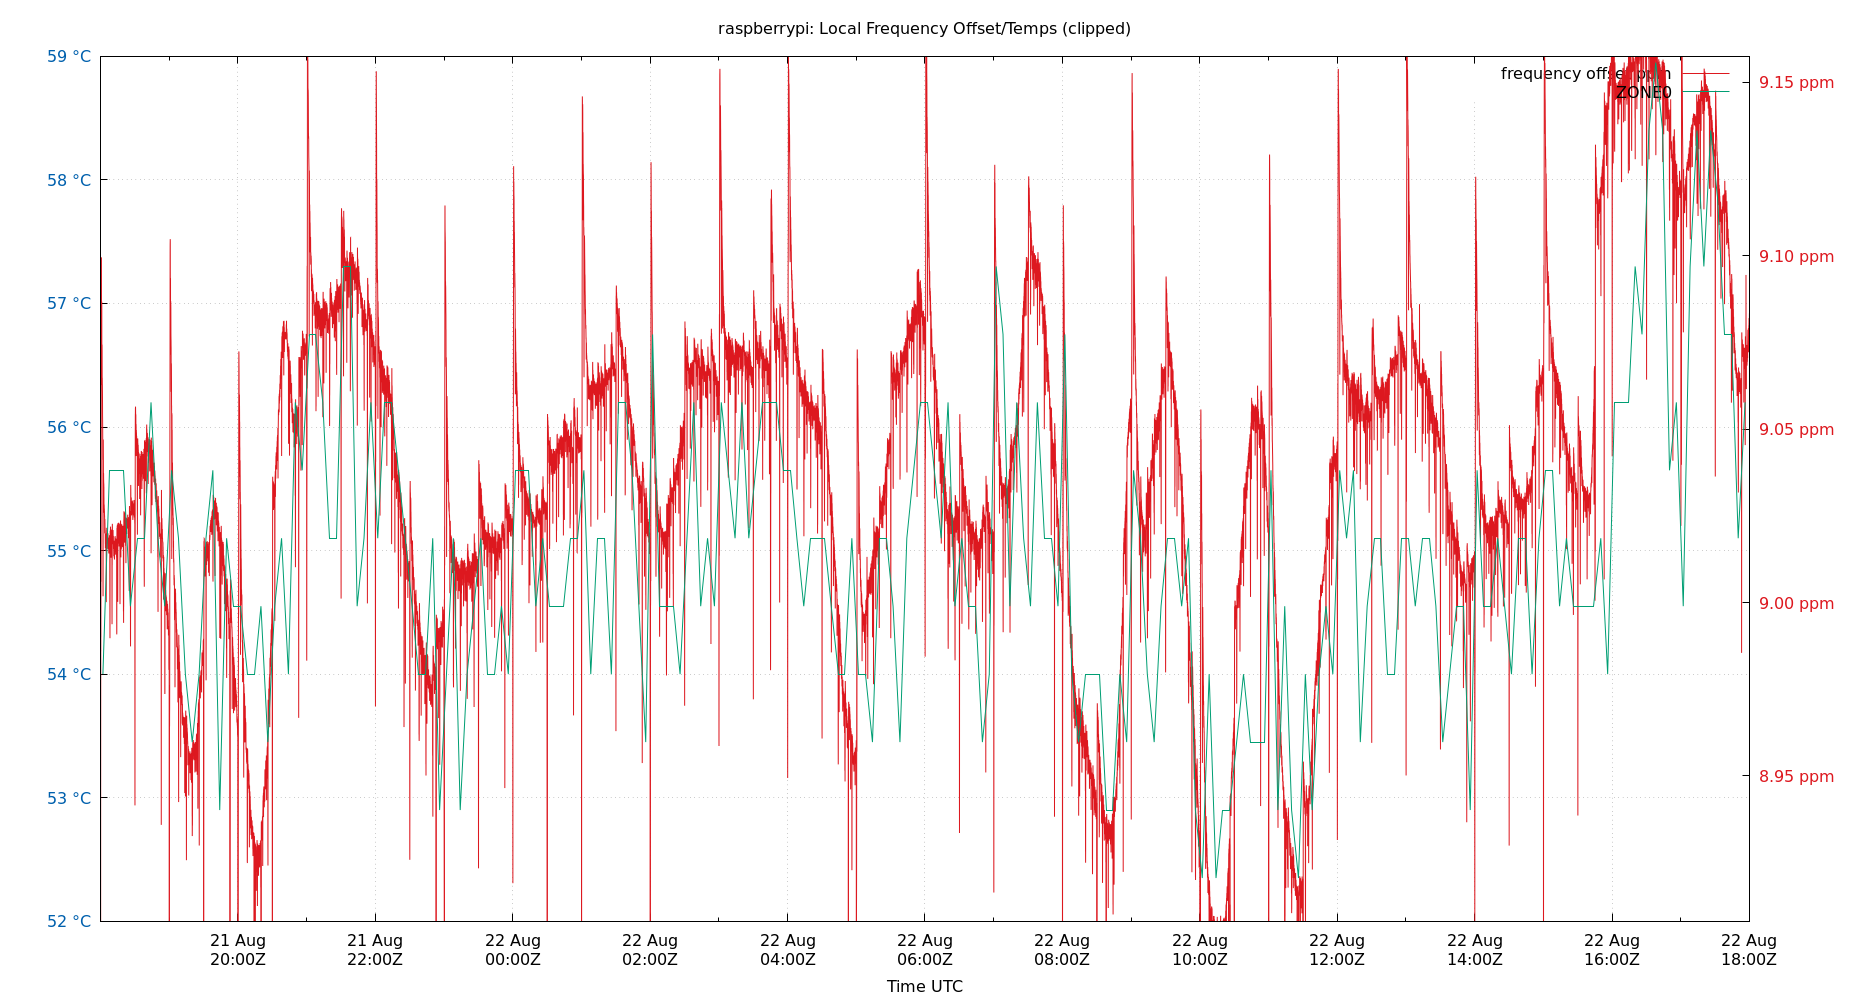 raspberrypi: Local Frequency Offset/Temps (clipped)
59 °C
58 °C
57 °C
56 °C
55 °C
54 °C
53 °C
52 °C
frequency offset ppm
ZONE0
9.15 ppm
9.10 ppm
9.05 ppm
9.00 ppm
8.95 ppm
21 Aug 21 Aug 22 Aug 22 Aug 22 Aug 22 Aug 22 Aug 22 Aug 22 Aug 22 Aug 22 Aug 22 Aug
20:00Z 22:00Z 00:00Z 02:00Z 04:00Z 06:00Z 08:00Z 10:00Z 12:00Z 14:00Z 16:00Z 18:00Z
Time UTC